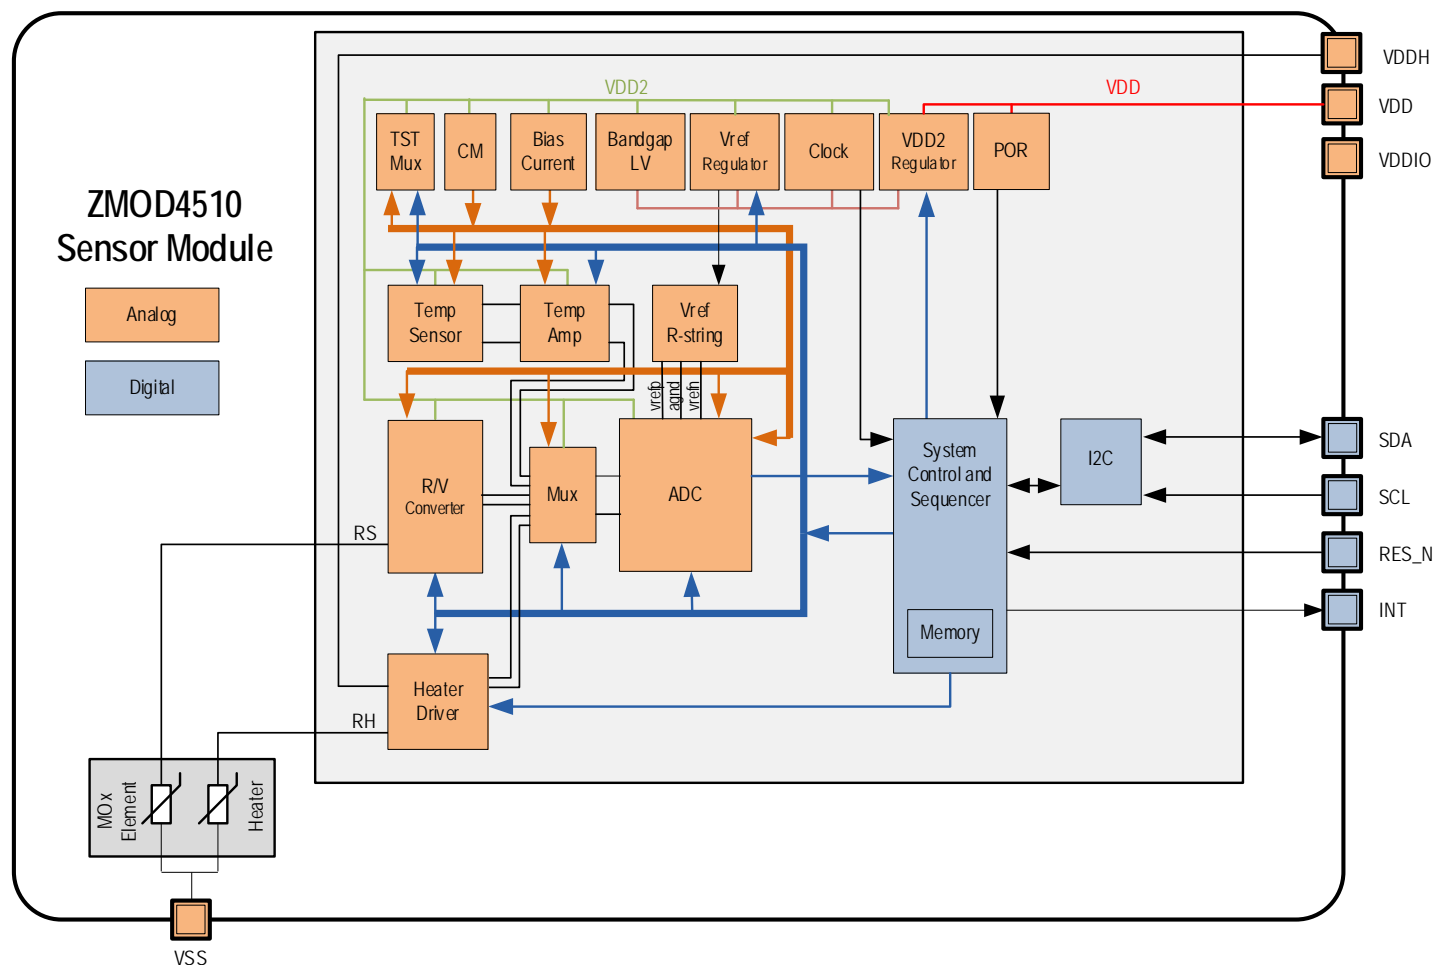 VDDH
VDD2
VDD
VDD
TST
Mux
CM
Bias
Current
Bandgap
LV
Vref
Regulator
Clock
VDD2
Regulator
POR
VDDIO
ZMOD4510
Sensor Module
Analog
Digital
Temp
Sensor
Temp
Amp
Vref
R-string
vrefp
agnd
vrefn
R/V
Converter
Mux
ADC
System
Control and
Sequencer
Memory
I2C
SDA
SCL
RES_N
INT
RS
Heater
Driver
RH
MOx
Element
Heater
VSS